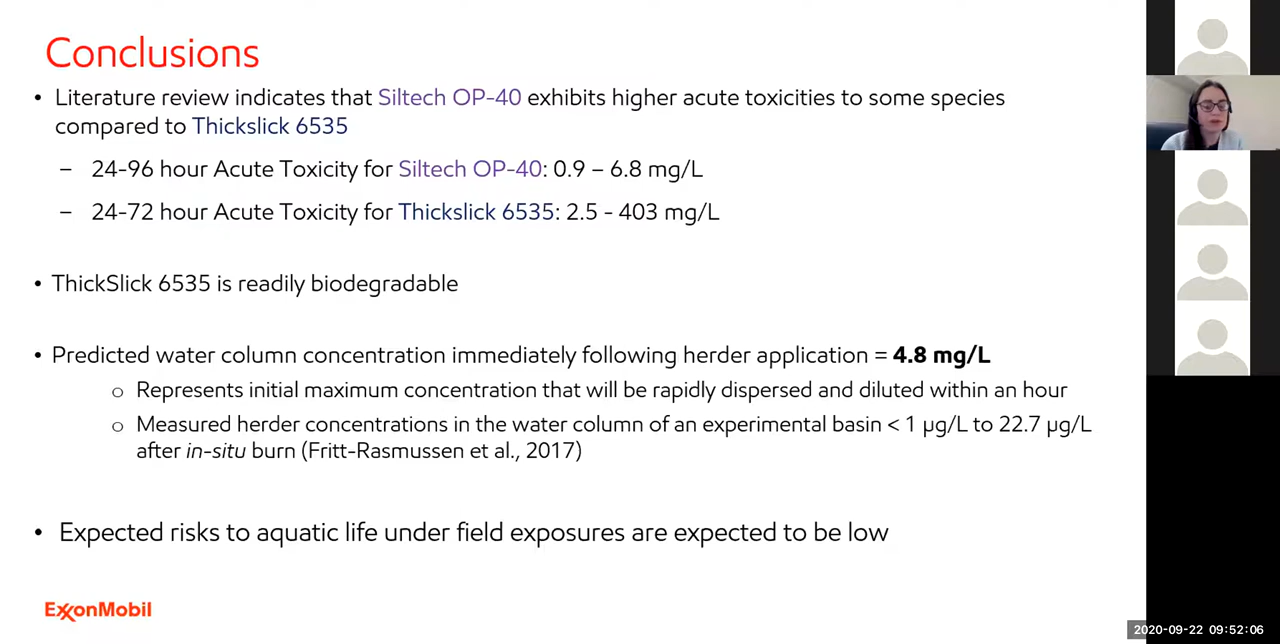 Conclusions
• Literature review indicates that Siltech OP-40 exhibits higher acute toxicities to some species
compared to Thickslick 6535
– 24-96 hour Acute Toxicity for Siltech OP-40: 0.9 – 6.8 mg/L
– 24-72 hour Acute Toxicity for Thickslick 6535: 2.5 - 403 mg/L
• ThickSlick 6535 is readily biodegradable
• Predicted water column concentration immediately following herder application = 4.8 mg/L
o Represents initial maximum concentration that will be rapidly dispersed and diluted within an hour
o Measured herder concentrations in the water column of an experimental basin < 1 µg/L to 22.7 µg/L
after in-situ burn (Fritt-Rasmussen et al., 2017)
• Expected risks to aquatic life under field exposures are expected to be low
ExxonMobil
2020-09-22 09:52:06